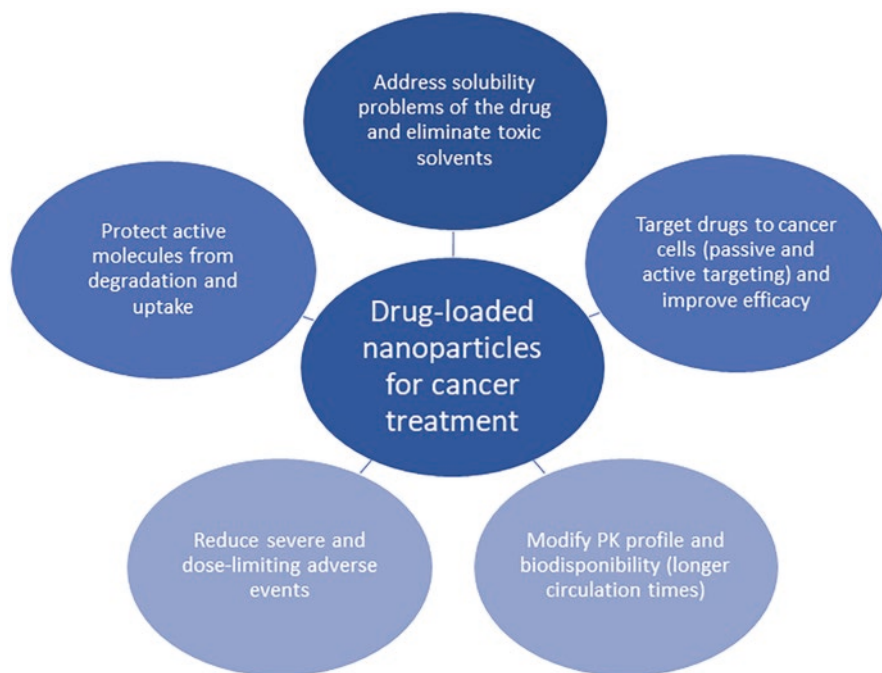 Address solubility
problems of the drug
and eliminate toxic
solvents
Protect active
molecules from
degradation and
uptake
Target drugs to cancer
cells (passive and
active targeting) and
improve efficacy
Drug-loaded
nanoparticles
for cancer
treatment
Reduce severe and
dose-limiting adverse
events
Modify PK profile and
biodisponibility (longer
circulation times)